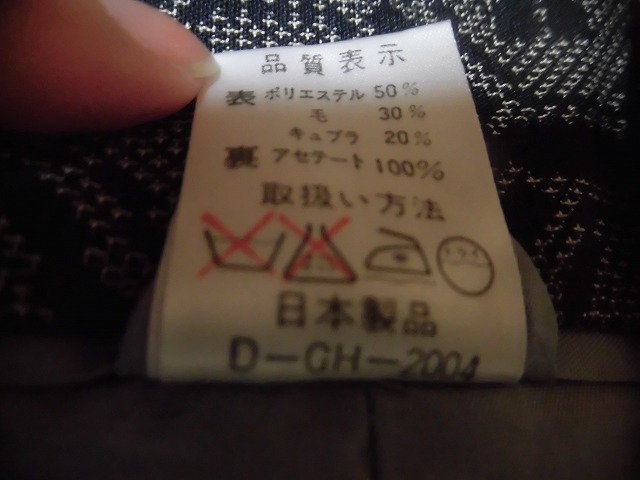 品質表示
表 ポリエステル 50%
毛 30%
キュプラ 20%
裏 アセテート 100%
取扱い方法
日本製品
D-CH-2004